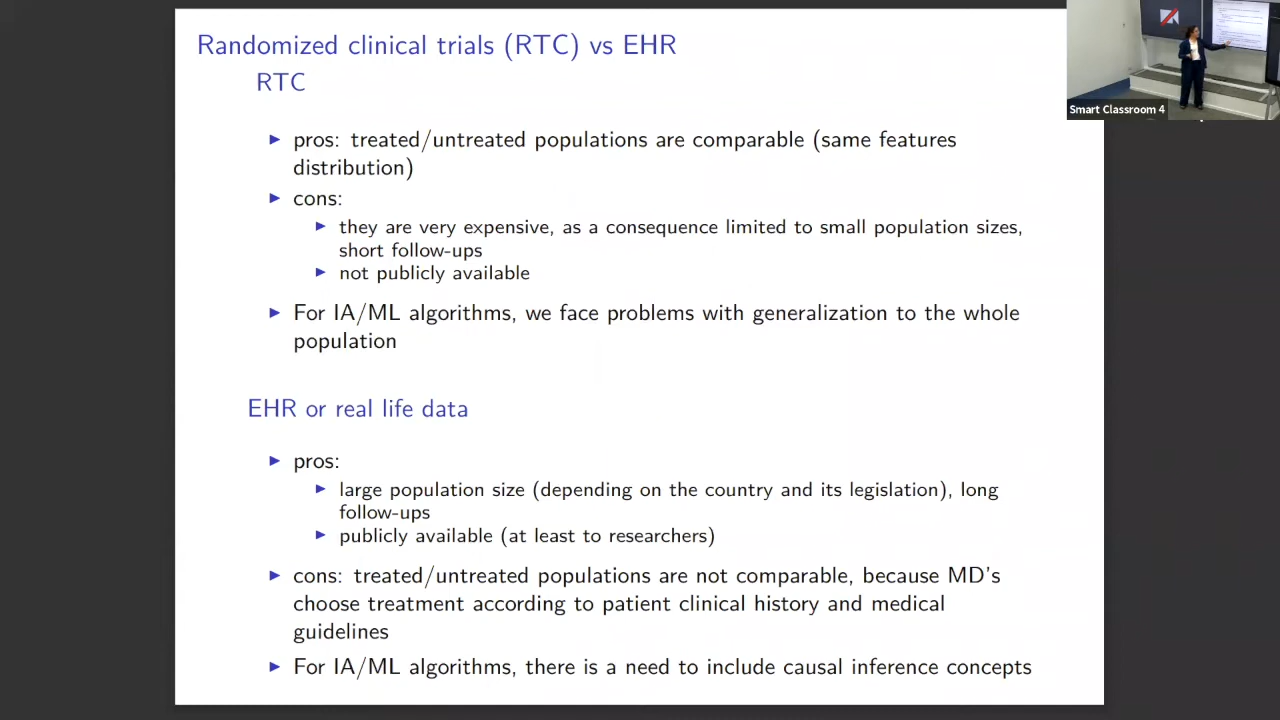 Randomized clinical trials (RTC) vs EHR
RTC
▶ pros: treated/untreated populations are comparable (same features
distribution)
▶ cons:
▶ they are very expensive, as a consequence limited to small population sizes,
short follow-ups
▶ not publicly available
▶ For IA/ML algorithms, we face problems with generalization to the whole
population
EHR or real life data
▶ pros:
▶ large population size (depending on the country and its legislation), long
follow-ups
▶ publicly available (at least to researchers)
▶ cons: treated/untreated populations are not comparable, because MD's
choose treatment according to patient clinical history and medical
guidelines
▶ For IA/ML algorithms, there is a need to include causal inference concepts
Smart Classroom 4